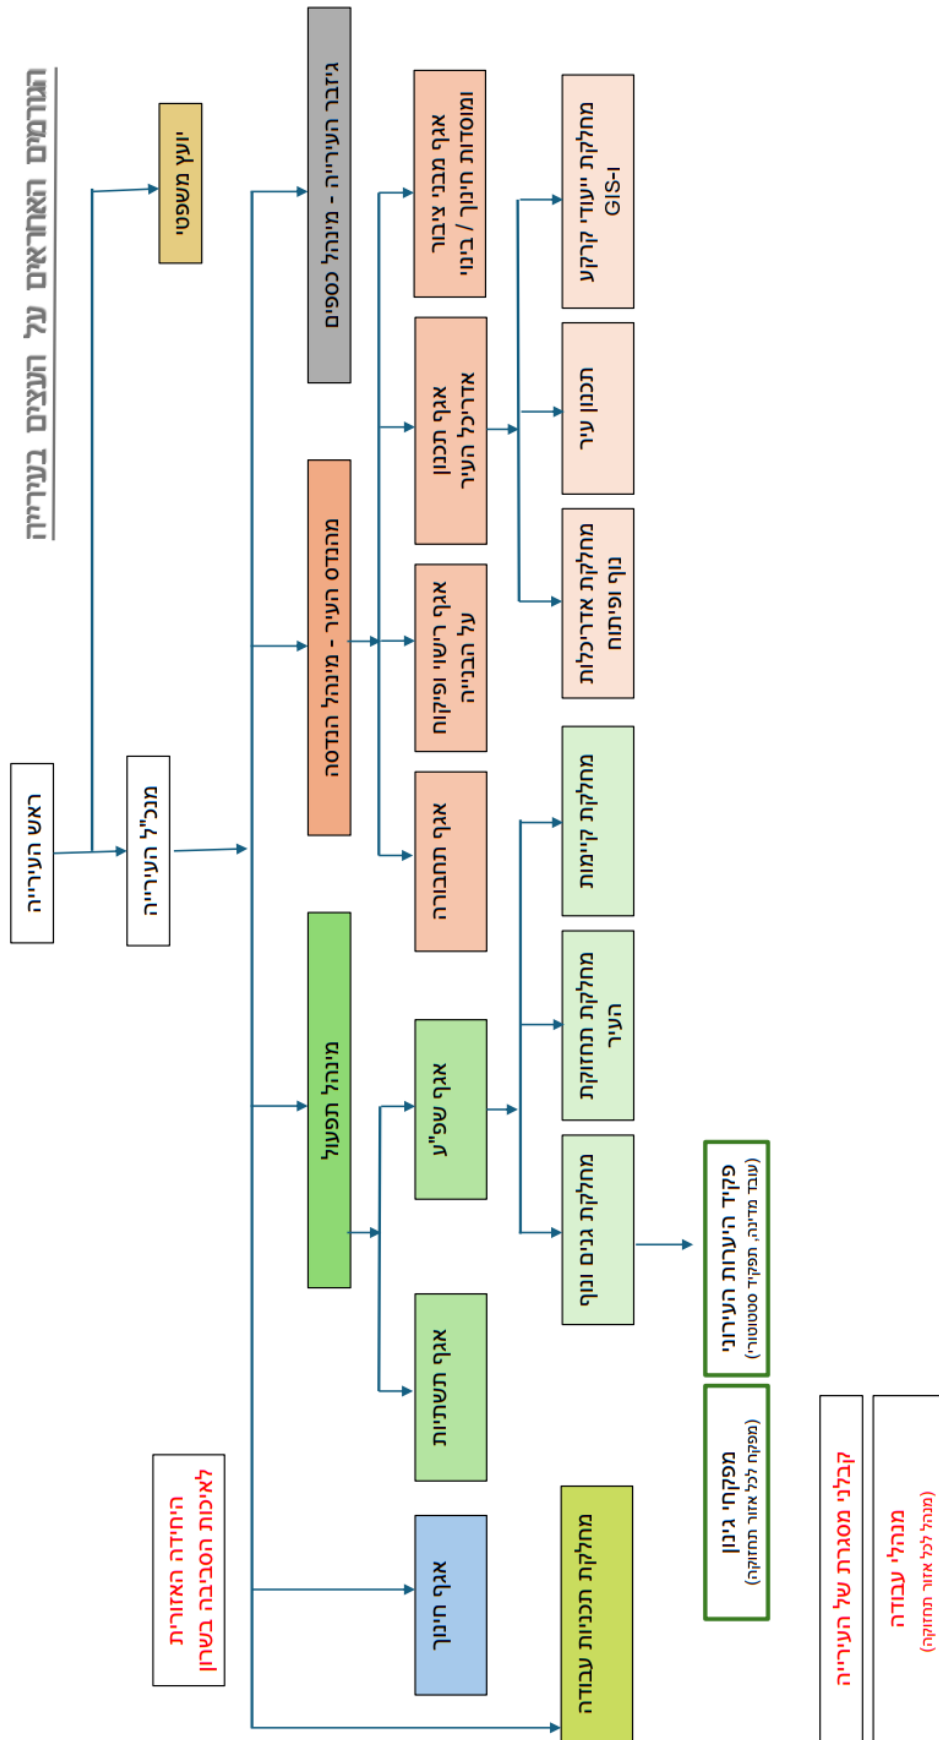 הגורמים האחראים על העצים בעירייה
ראש העירייה
יועץ משפטי
מנכ"ל העירייה
גיזבר העירייה - מינהל כספים
מהנדס העיר - מינהל הנדסה
מינהל תפעול
היחידה האזורית
לאיכות הסביבה בשרון
אגף מבני ציבור
ומוסדות חינוך / בינוי
אגף תכנון
אדריכל העיר
אגף רישוי ופיקוח
על הבנייה
אגף תחבורה
אגף שפ"ע
אגף תשתיות
אגף חינוך
מחלקת ייעודי קרקע
ו-GIS
תכנון עיר
מחלקת אדריכלות
נוף ופיתוח
מחלקת קיימות
מחלקת תחזוקת
העיר
מחלקת גנים ונוף
מחלקת תכניות עבודה
פקיד היערות העירוני
(עובד מדינה, תפקיד סטטוטורי)
מפקחי גינון
(מפקח לכל אזור תחזוקה)
קבלני מסגרת של העירייה
מנהלי עבודה
(מנהל לכל אזור תחזוקה)